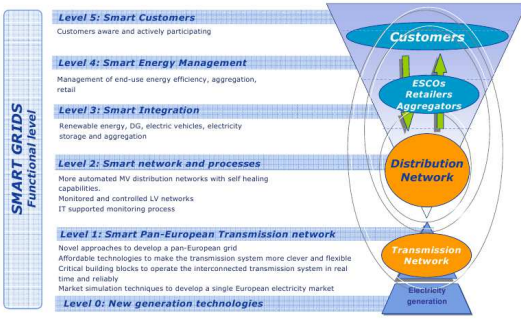 SMART GRIDS
Functional level
Level 5: Smart Customers
Customers aware and actively participating
Level 4: Smart Energy Management
Management of end-use energy efficiency, aggregation,
retail
Level 3: Smart Integration
Renewable energy, DG, electric vehicles, electricity
storage and aggregation
Level 2: Smart network and processes
More automated MV distribution networks with self healing
capabilities.
Monitored and controlled LV networks
IT supported monitoring process
Level 1: Smart Pan-European Transmission network
Novel approaches to develop a pan-European grid
Affordable technologies to make the transmission system more clever and flexible
Critical building blocks to operate the interconnected transmission system in real
time and reliably
Market simulation techniques to develop a single European electricity market
Level 0: New generation technologies
Customers
ESCOs
Retailers
Aggregators
Distribution
Network
Transmission
Network
Electricity
generation